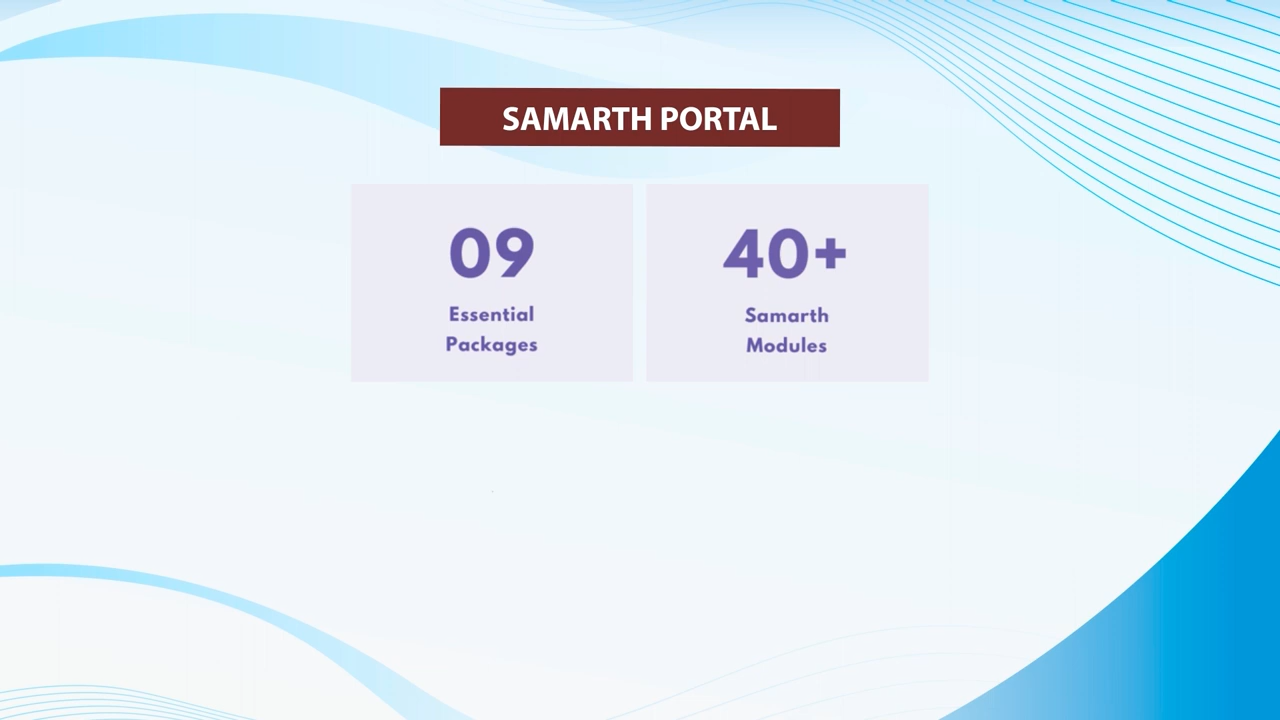 SAMARTH PORTAL
09
Essential
Packages
40+
Samarth
Modules